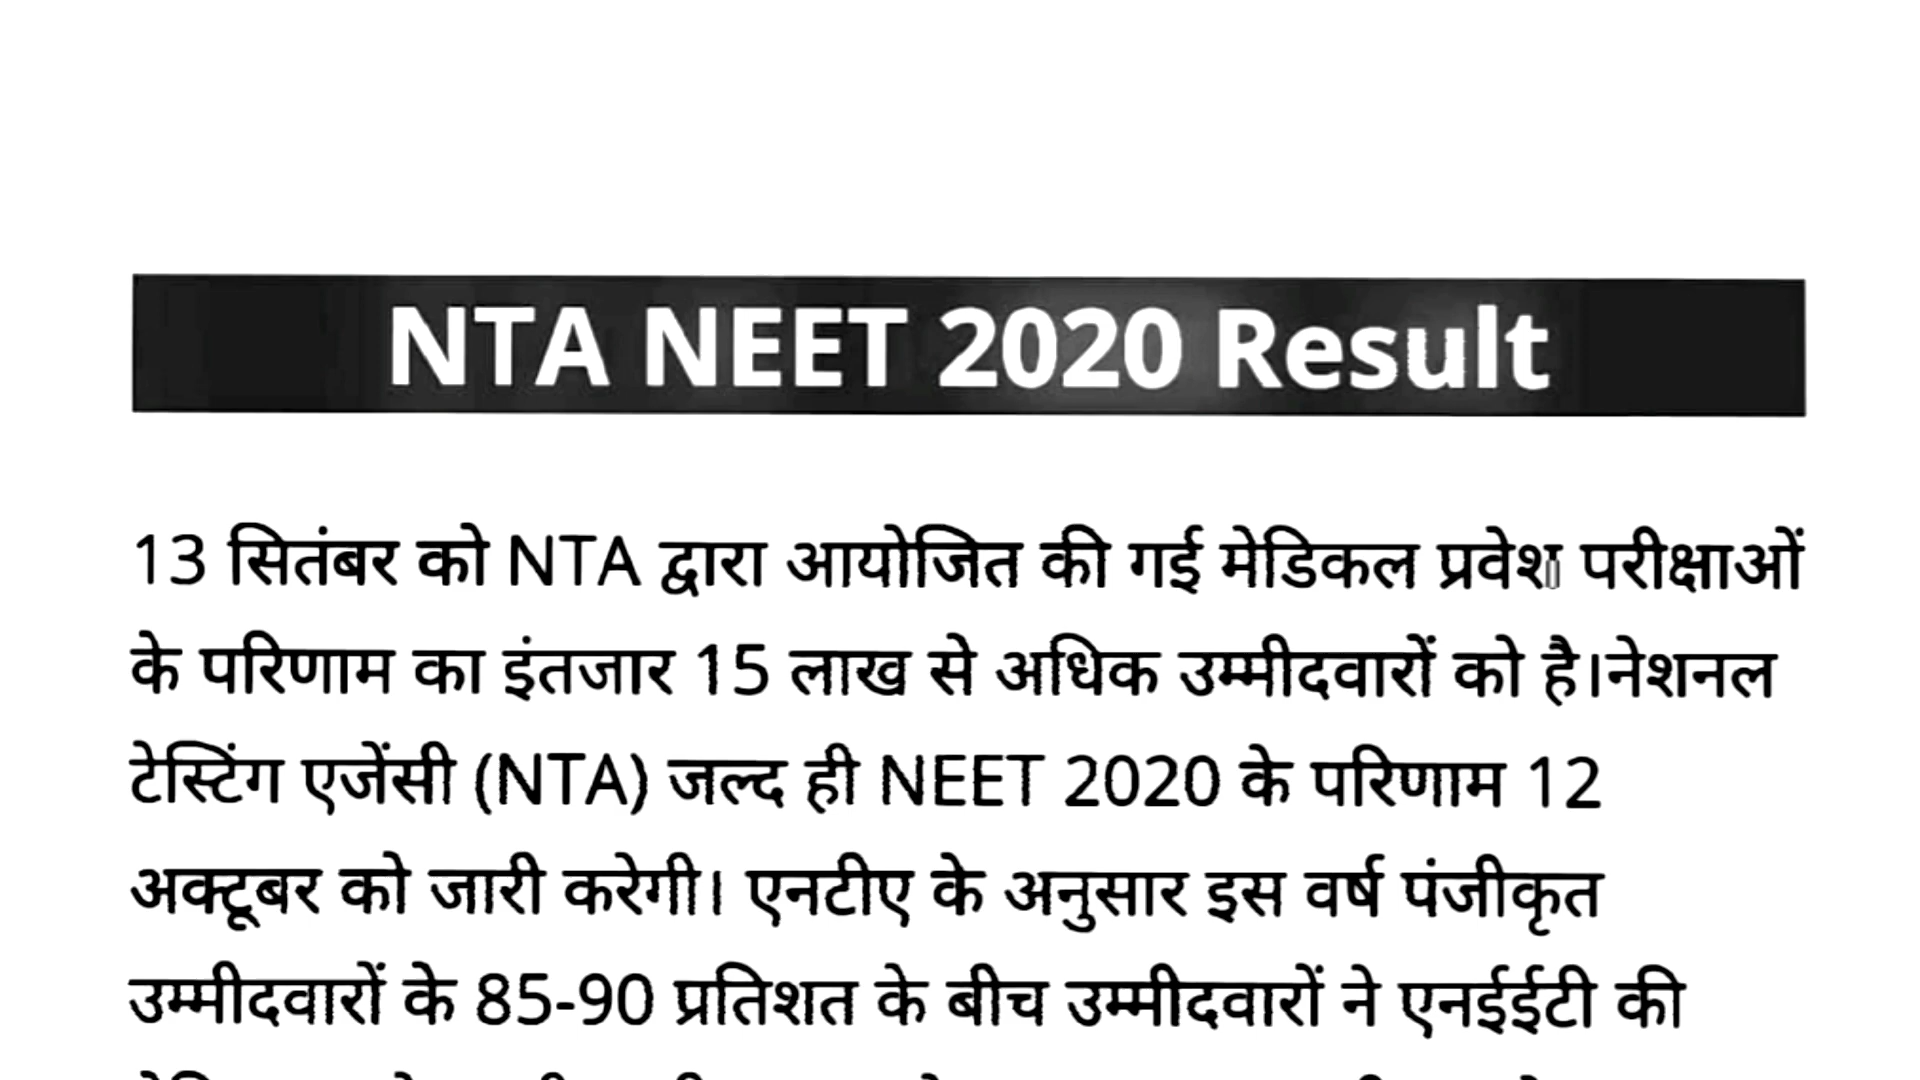 NTA NEET 2020 Result
13 सितंबर को NTA द्वारा आयोजित की गई मेडिकल प्रवेश परीक्षाओं
के परिणाम का इंतजार 15 लाख से अधिक उम्मीदवारों को है।नेशनल
टेस्टिंग एजेंसी (NTA) जल्द ही NEET 2020 के परिणाम 12
अक्टूबर को जारी करेगी। एनटीए के अनुसार इस वर्ष पंजीकृत
उम्मीदवारों के 85-90 प्रतिशत के बीच उम्मीदवारों ने एनईईटी की